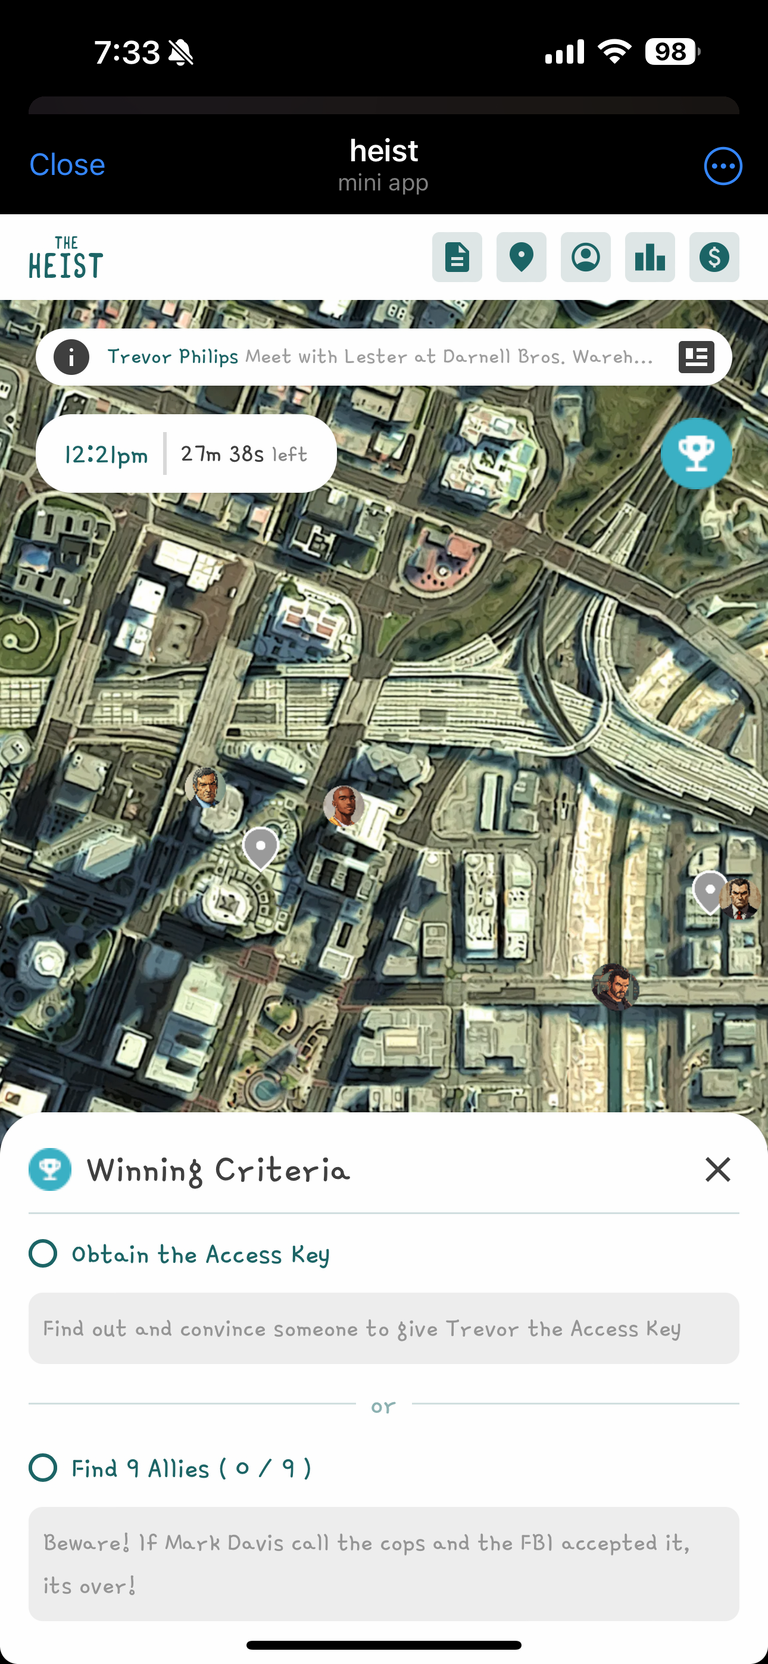 7:33
98
Close
heist
mini app
THE
HEIST
Trevor Philips Meet with Lester at Darnell Bros. Wareh...
12:21pm
27m 38s left
Winning Criteria
Obtain the Access Key
Find out and convince someone to give Trevor the Access Key
or
Find 9 Allies ( 0 / 9 )
Beware! If Mark Davis call the cops and the FBI accepted it,
its over!